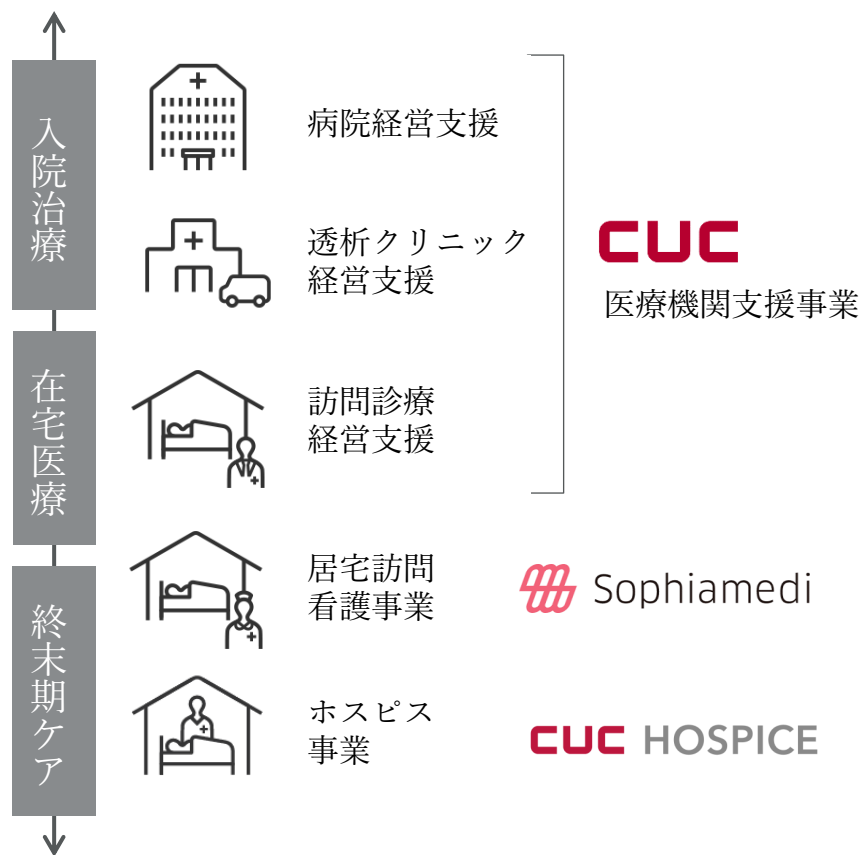 入院治療
病院経営支援
透析クリニック
経営支援
CUC
医療機関支援事業
在宅医療
訪問診療
経営支援
居宅訪問
看護事業
Sophiamedi
終末期ケア
ホスピス
事業
CUC HOSPICE